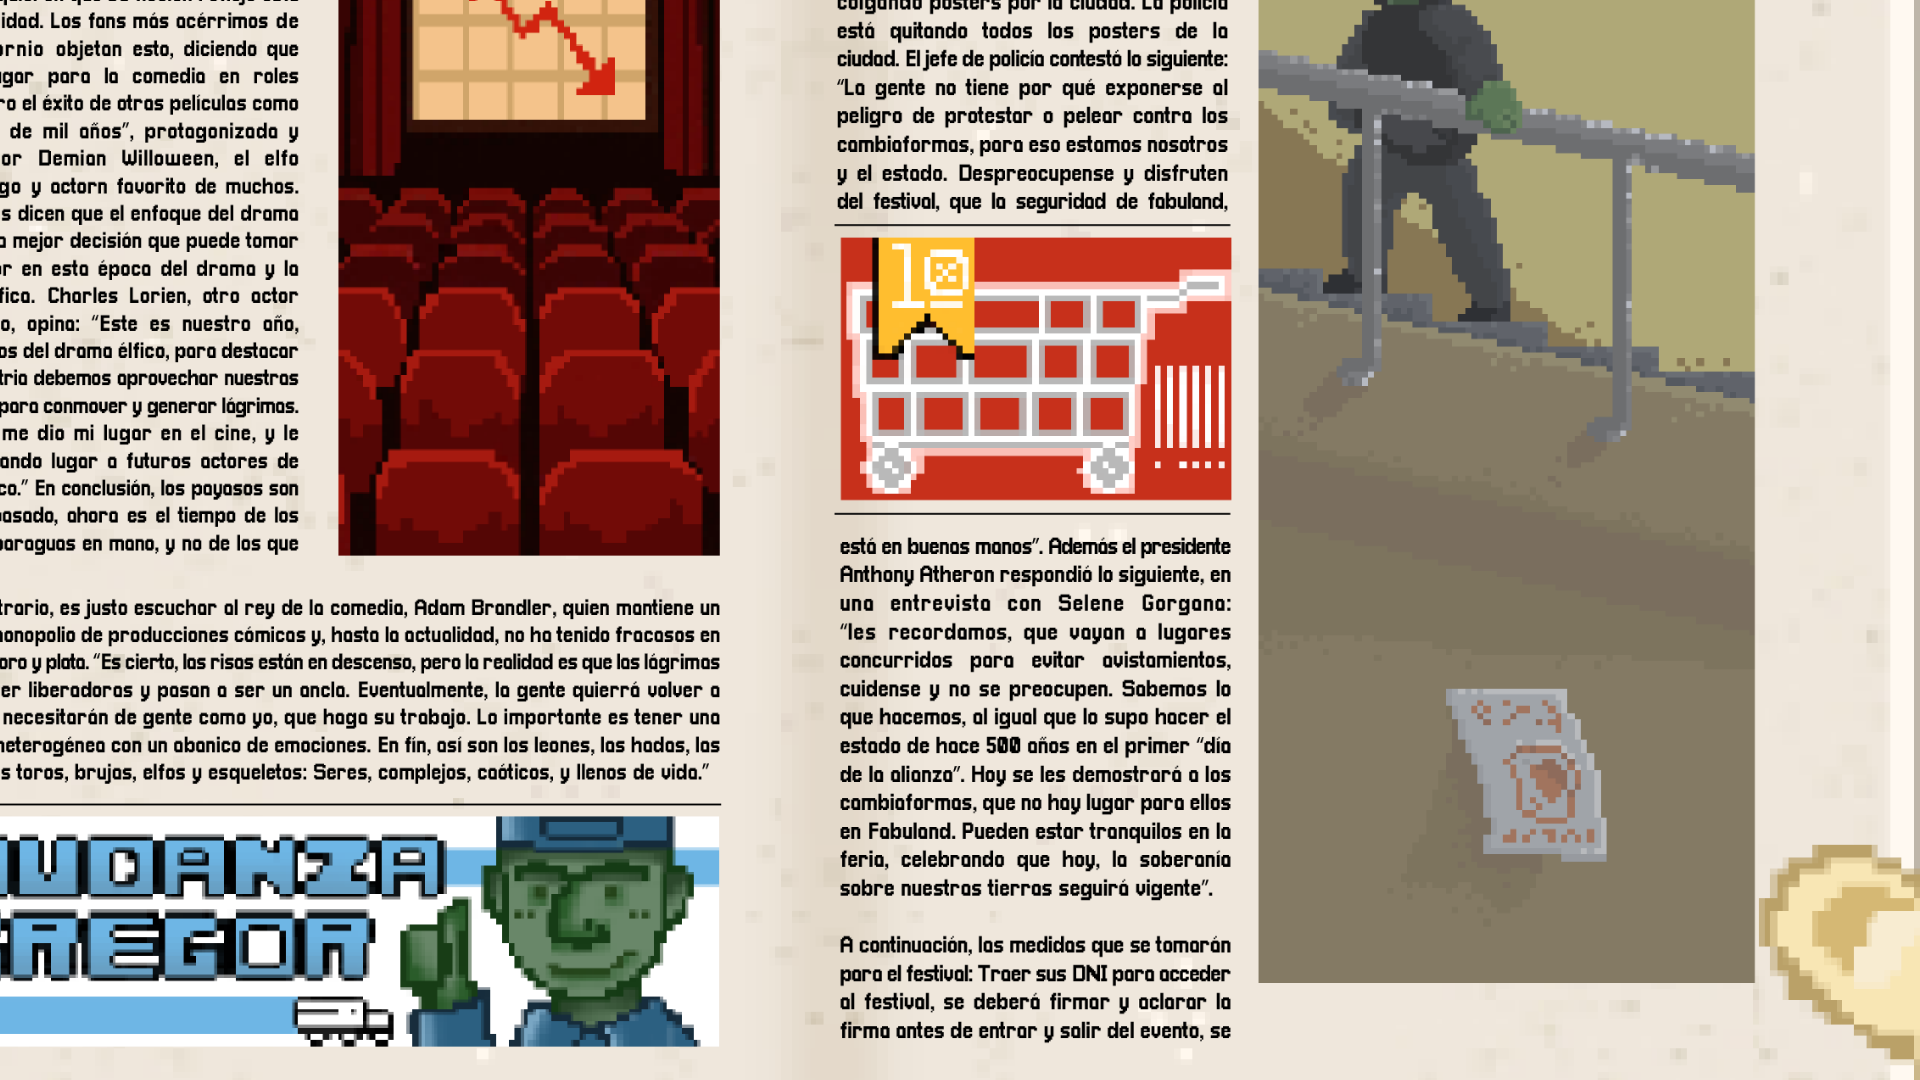 idad. Los fans más acérrimos de
ornio objetan esto, diciendo que
ugar para la comedia en roles
ro el éxito de otras películas como
de mil años”, protagonizada y
or Demian Willoween, el elfo
go y actorn favorito de muchos.
s dicen que el enfoque del drama
a mejor decisión que puede tomar
or en esta época del drama y la
fica. Charles Lorien, otro actor
o, opina: “Este es nuestro año,
os del drama élfico, para destacar
tria debemos aprovechar nuestras
para conmover y generar lágrimas.
me dio mi lugar en el cine, y le
ando lugar a futuros actores de
co.” En conclusión, los payasos son
pasado, ahora es el tiempo de los
paraguas en mano, y no de los que
trario, es justo escuchar al rey de la comedia, Adam Brandler, quien mantiene un
monopolio de producciones cómicas y, hasta la actualidad, no ha tenido fracasos en
oro y plata. “Es cierto, las risas están en descenso, pero la realidad es que las lágrimas
er liberadoras y pasan a ser un ancla. Eventualmente, la gente quierrá volver a
necesitarán de gente como yo, que haga su trabajo. Lo importante es tener una
heterogénea con un abanico de emociones. En fín, así son los leones, las hadas, las
s toros, brujas, elfos y esqueletos: Seres, complejos, caóticos, y llenos de vida.”
UDANZA
REGOR
colgando posters por la ciudad. La policía
está quitando todos los posters de la
ciudad. El jefe de policía contestó lo siguiente:
“La gente no tiene por qué exponerse al
peligro de protestar o pelear contra los
cambiaformas, para eso estamos nosotros
y el estado. Despreocupense y disfruten
del festival, que la seguridad de fabuland,
10
está en buenas manos”. Además el presidente
Anthony Atheron respondió lo siguiente, en
una entrevista con Selene Gorgana:
“les recordamos, que vayan a lugares
concurridos para evitar avistamientos,
cuidense y no se preocupen. Sabemos lo
que hacemos, al igual que lo supo hacer el
estado de hace 500 años en el primer “día
de la alianza”. Hoy se les demostrará a los
cambiaformas, que no hay lugar para ellos
en Fabuland. Pueden estar tranquilos en la
feria, celebrando que hoy, la soberanía
sobre nuestras tierras seguirá vigente”.
A continuación, las medidas que se tomarán
para el festival: Traer sus DNI para acceder
al festival, se deberá firmar y aclarar la
firma antes de entrar y salir del evento, se